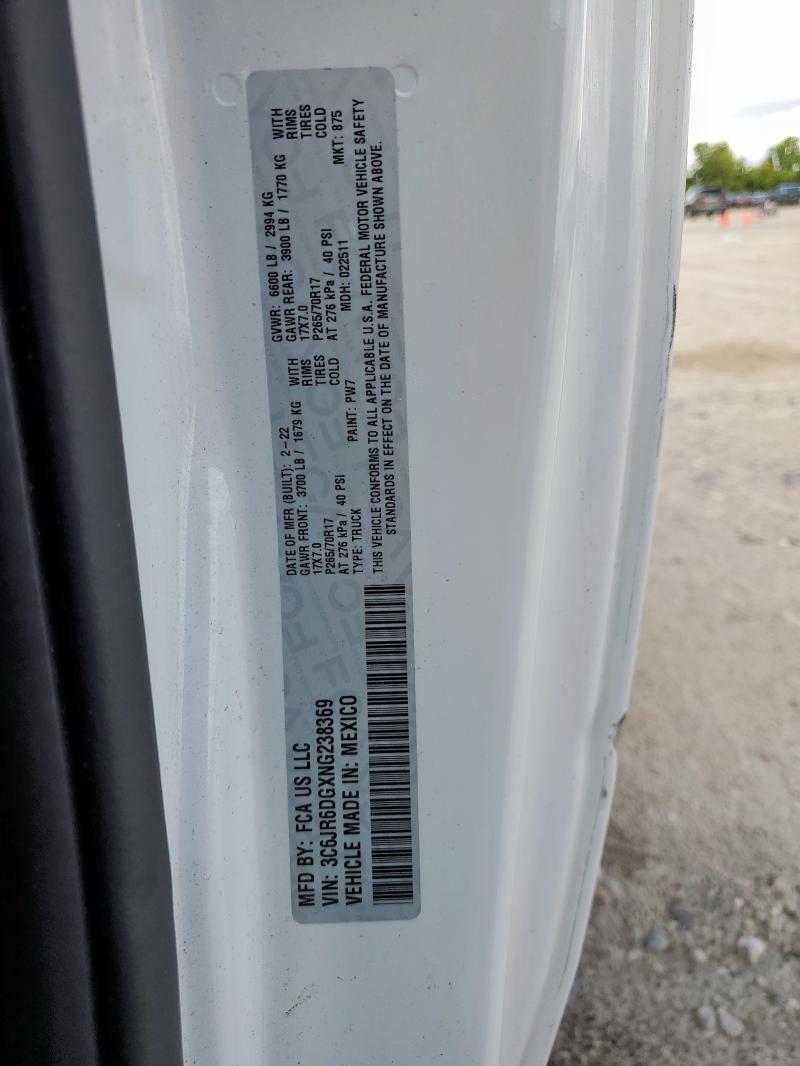 MFD BY: FCA US LLC
VIN: 3C6JR6DGXNG238369
VEHICLE MADE IN: MEXICO
DATE OF MFR (BUILT): 2-22
GAWR FRONT: 3700 LB / 1679 KG WITH
17X7.0 RIMS
P265/70R17 TIRES
AT 276 kPa / 40 PSI COLD
TYPE: TRUCK PAINT: PW7
GVWR: 6600 LB / 2994 KG
GAWR REAR: 3900 LB / 1770 KG WITH
17X7.0 RIMS
P265/70R17 TIRES
AT 276 kPa / 40 PSI COLD
MDH: 022511 MKT: 875
THIS VEHICLE CONFORMS TO ALL APPLICABLE U.S.A. FEDERAL MOTOR VEHICLE SAFETY
STANDARDS IN EFFECT ON THE DATE OF MANUFACTURE SHOWN ABOVE.